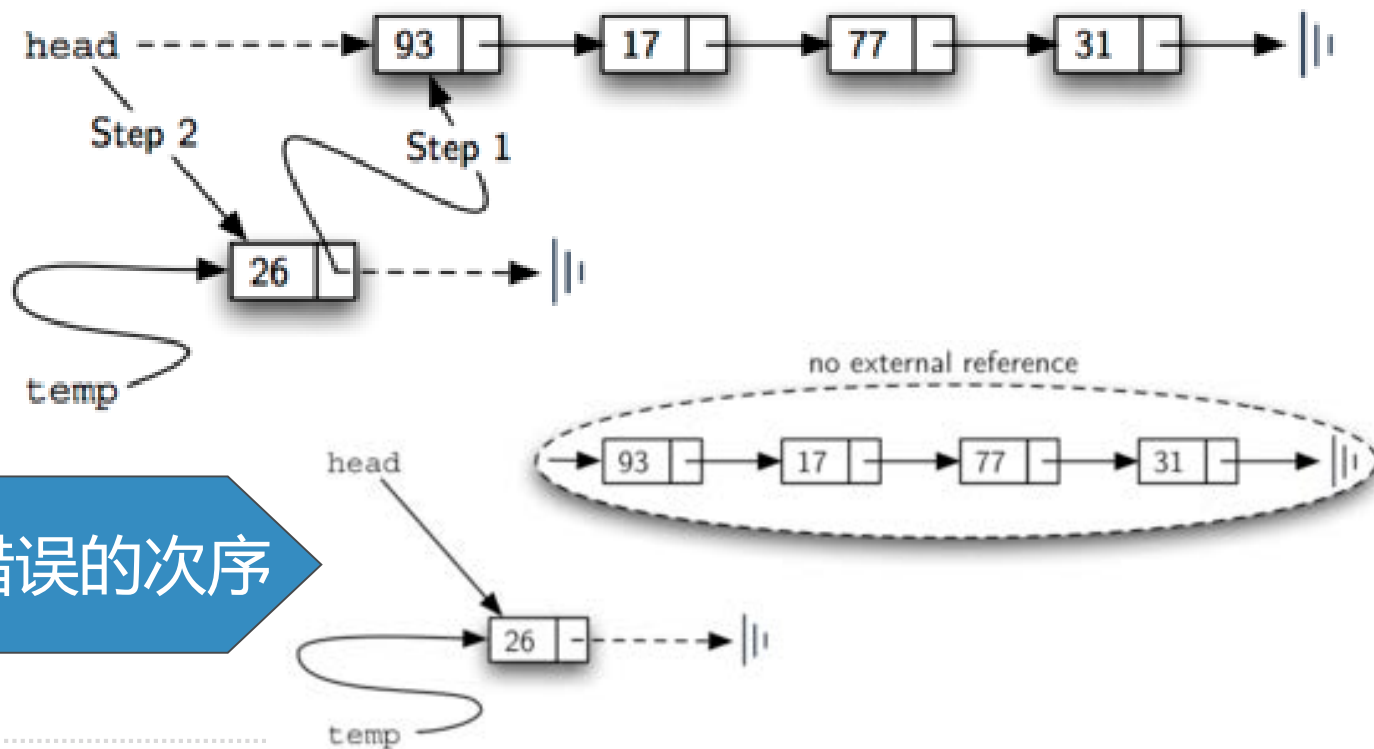 head 93 17 77 31
Step 2
Step 1
26
temp
no external reference
head
93 17 77 31
误的次序
26
temp